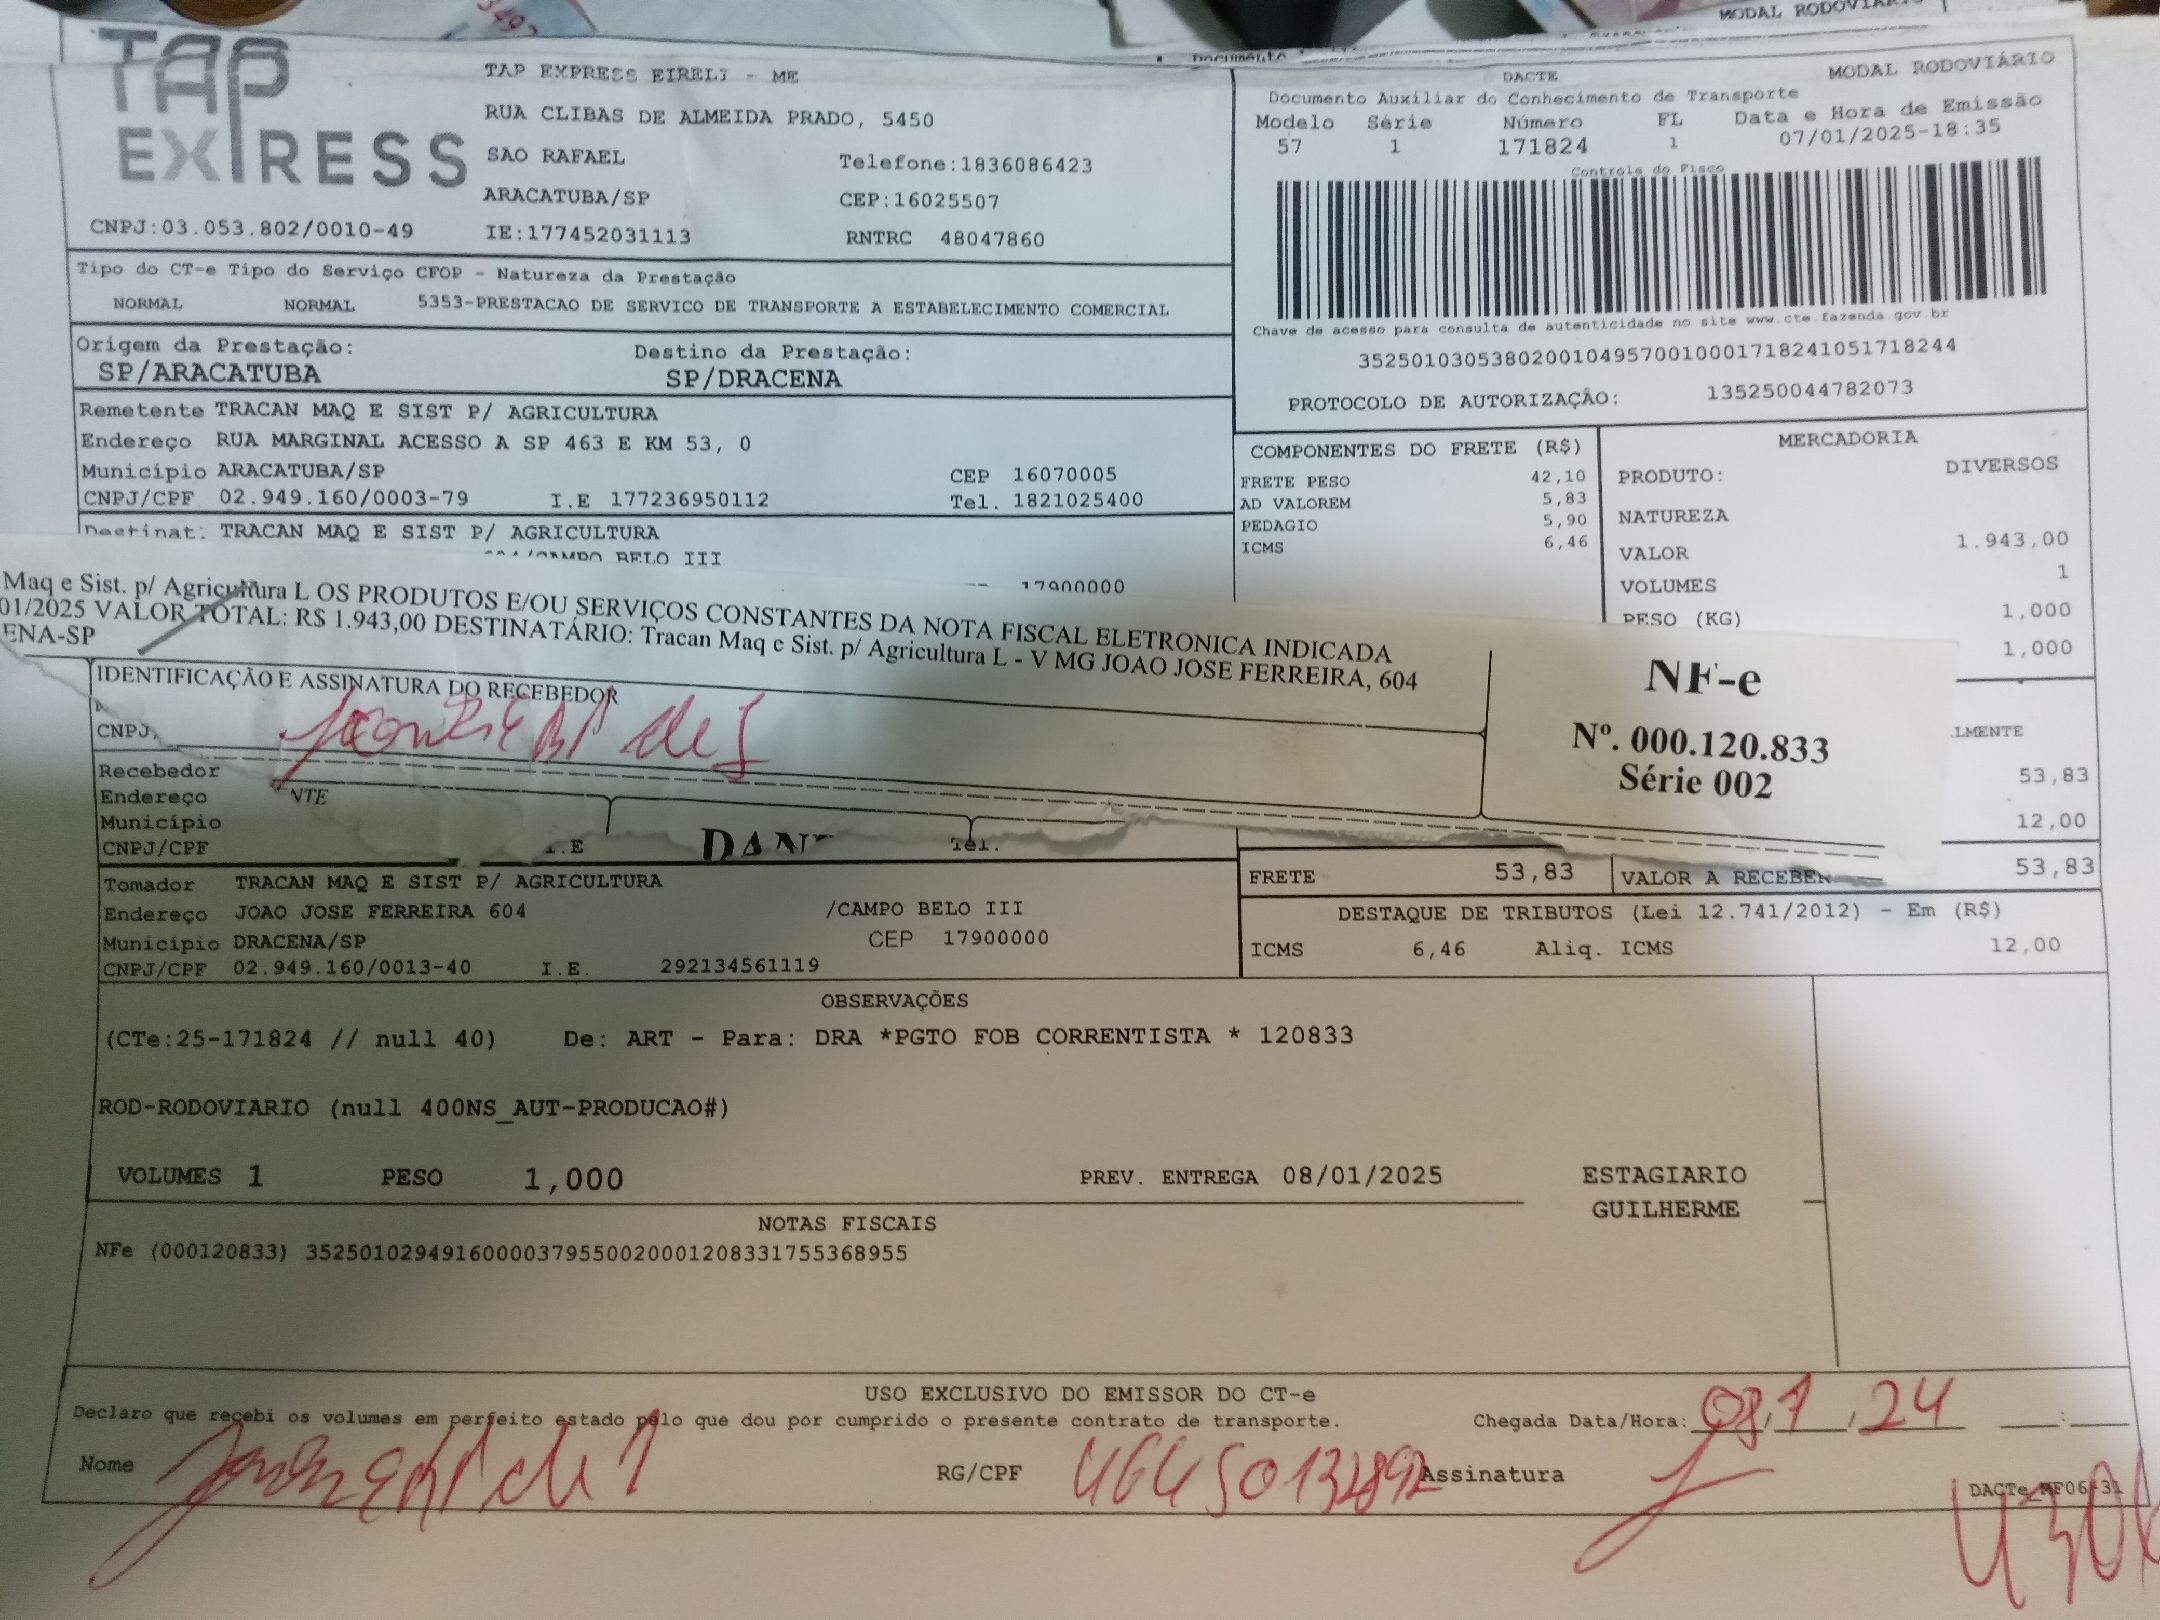 MODAL RODOVIÁRIO
Documento
TAP
EXPRESS
TAP EXPRESS EIRELI - ME
RUA CLIBAS DE ALMEIDA PRADO, 5450
SAO RAFAEL
Telefone:1836086423
ARACATUBA/SP
CEP:16025507
CNPJ:03.053.802/0010-49
IE:177452031113
RNTRC 48047860
DACTE
MODAL RODOVIÁRIO
Documento Auxiliar do Conhecimento de Transporte
Modelo Série Número FL Data e Hora de Emissão
57 1 171824 1 07/01/2025-18:35
Controle do Fisco
Chave de acesso para consulta de autenticidade no site www.cte.fazenda.gov.br
35250103053802001049570010001718241051718244
PROTOCOLO DE AUTORIZAÇÃO: 135250044782073
Tipo do CT-e Tipo do Serviço CFOP - Natureza da Prestação
NORMAL NORMAL 5353-PRESTACAO DE SERVICO DE TRANSPORTE A ESTABELECIMENTO COMERCIAL
Origem da Prestação: Destino da Prestação:
SP/ARACATUBA SP/DRACENA
Remetente TRACAN MAQ E SIST P/ AGRICULTURA
Endereço RUA MARGINAL ACESSO A SP 463 E KM 53, 0
Município ARACATUBA/SP CEP 16070005
CNPJ/CPF 02.949.160/0003-79 I.E 177236950112 Tel. 1821025400
Destinat: TRACAN MAQ E SIST P/ AGRICULTURA
/CAMPO BELO III
17900000
COMPONENTES DO FRETE (R$)
FRETE PESO 42,10
AD VALOREM 5,83
PEDAGIO 5,90
ICMS 6,46
MERCADORIA
PRODUTO: DIVERSOS
NATUREZA
VALOR 1.943,00
VOLUMES 1
PESO (KG) 1,000
1,000
Maq e Sist. p/ Agricultura L OS PRODUTOS E/OU SERVIÇOS CONSTANTES DA NOTA FISCAL ELETRONICA INDICADA
01/2025 VALOR TOTAL: R$ 1.943,00 DESTINATÁRIO: Tracan Maq e Sist. p/ Agricultura L - V MG JOAO JOSE FERREIRA, 604
ENA-SP
IDENTIFICAÇÃO E ASSINATURA DO RECEBEDOR
NF-e
Nº. 000.120.833
Série 002
CNPJ
LMENTE
53,83
12,00
Recebedor
Endereço
Município
CNPJ/CPF I.E Tel.
NTE
FRETE 53,83 VALOR A RECEBER 53,83
Tomador TRACAN MAQ E SIST P/ AGRICULTURA
Endereço JOAO JOSE FERREIRA 604 /CAMPO BELO III
Município DRACENA/SP CEP 17900000
CNPJ/CPF 02.949.160/0013-40 I.E. 292134561119
DESTAQUE DE TRIBUTOS (Lei 12.741/2012) - Em (R$)
ICMS 6,46 Aliq. ICMS 12,00
OBSERVAÇÕES
(CTe:25-171824 // null 40) De: ART - Para: DRA *PGTO FOB CORRENTISTA * 120833
ROD-RODOVIARIO (null 400NS_AUT-PRODUCAO#)
VOLUMES 1 PESO 1,000 PREV. ENTREGA 08/01/2025 ESTAGIARIO
GUILHERME
NOTAS FISCAIS
NFe (000120833) 35250102949160000379550020001208331755368955
USO EXCLUSIVO DO EMISSOR DO CT-e
Declaro que recebi os volumes em perfeito estado pelo que dou por cumprido o presente contrato de transporte. Chegada Data/Hora: 08,1,24
Nome RG/CPF 46450132892 Assinatura
DACTe_MF06-31